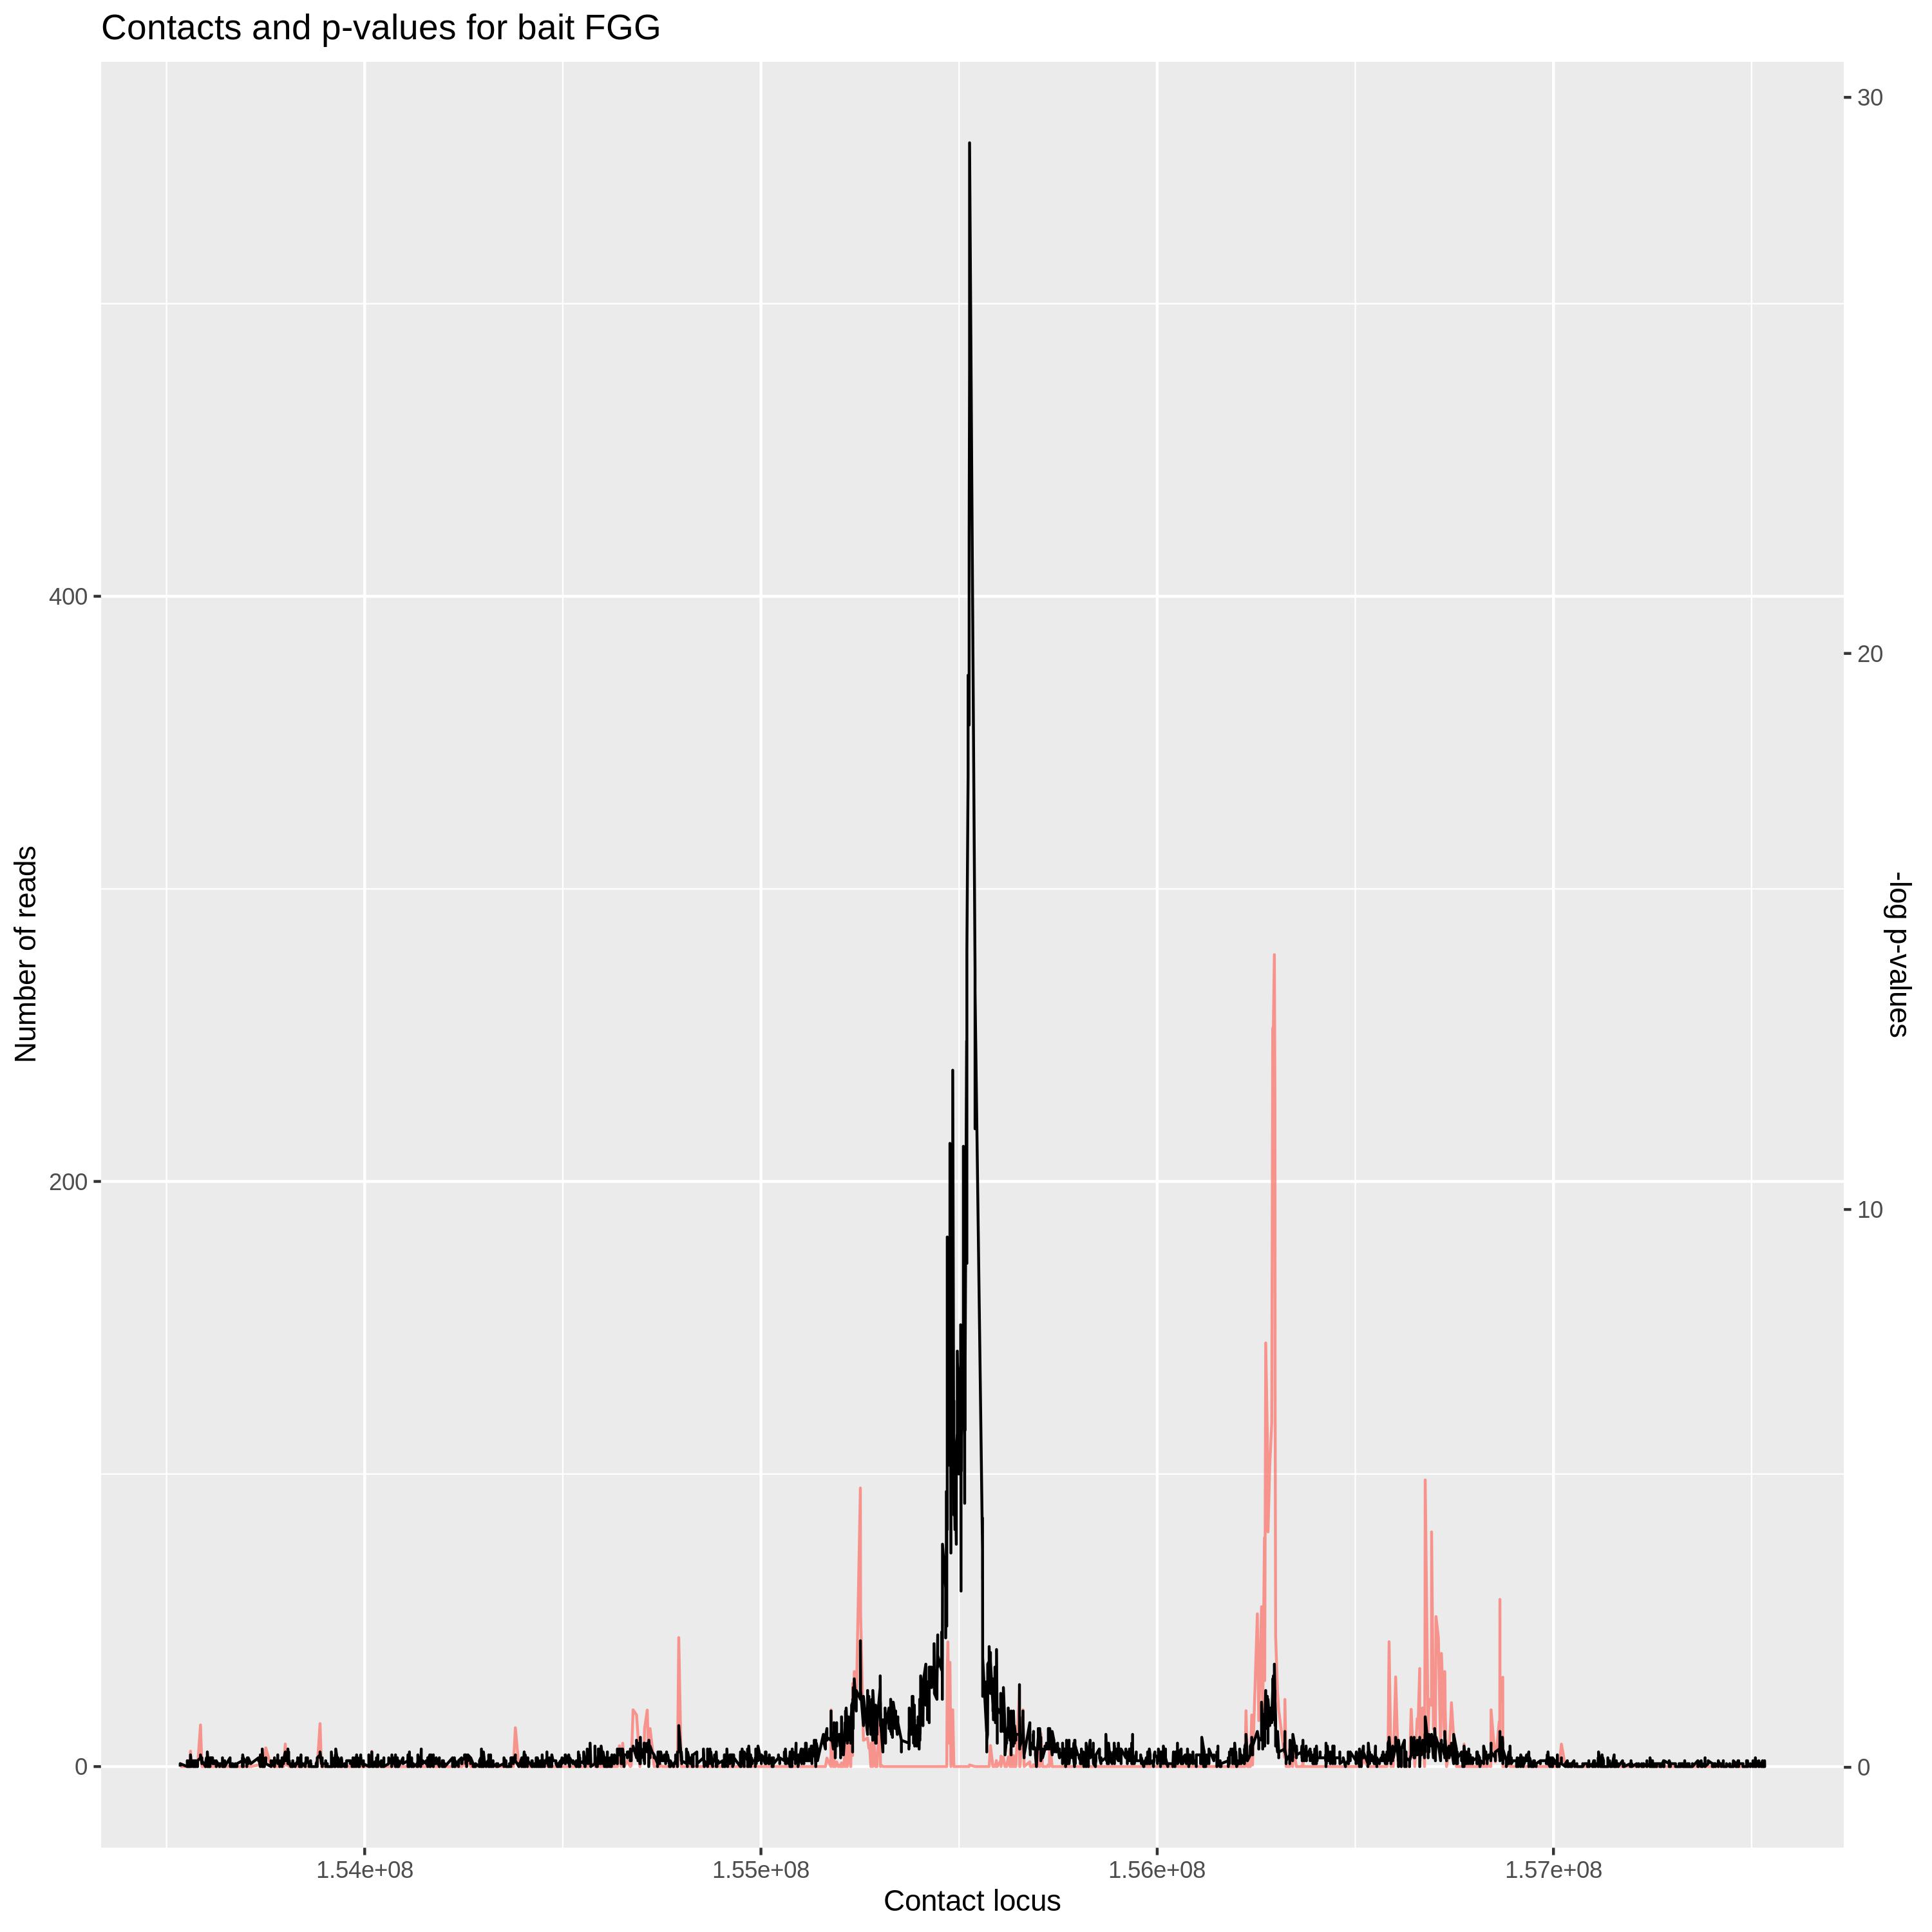 Contacts and p-values for bait FGG
30
400
20
Number of reads
-log p-values
200
10
0
0
1.54e+08
1.55e+08
1.56e+08
1.57e+08
Contact locus